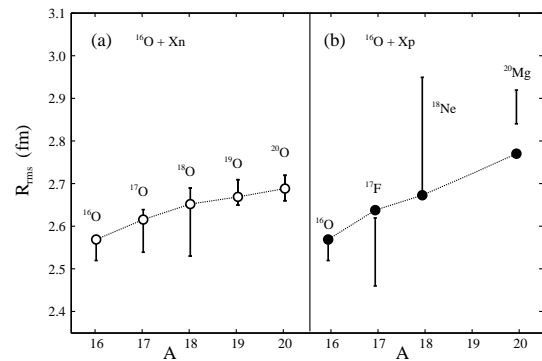 3.1
3.0
2.9
2.8
2.7
2.6
2.5
2.4
R_rms (fm)
(a) ¹⁶O + Xn
¹⁶O
¹⁷O
¹⁸O
¹⁹O
²⁰O
16 17 18 19 20
A
(b) ¹⁶O + Xp
¹⁶O
¹⁷F
¹⁸Ne
²⁰Mg
16 17 18 19 20
A